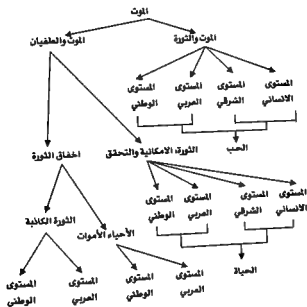 الموت
الموت والثورة
الموت والطغيان
المستوى الانساني
المستوى الشرقي
المستوى العربي
المستوى الوطني
الحب
الثورة، الامكانية والتحقق
اخفاق الثورة
المستوى الانساني
المستوى الشرقي
المستوى العربي
المستوى الوطني
الحياة
الأحياء الأموات
الثورة الكاذبة
المستوى العربي
المستوى الوطني
المستوى العربي
المستوى الوطني